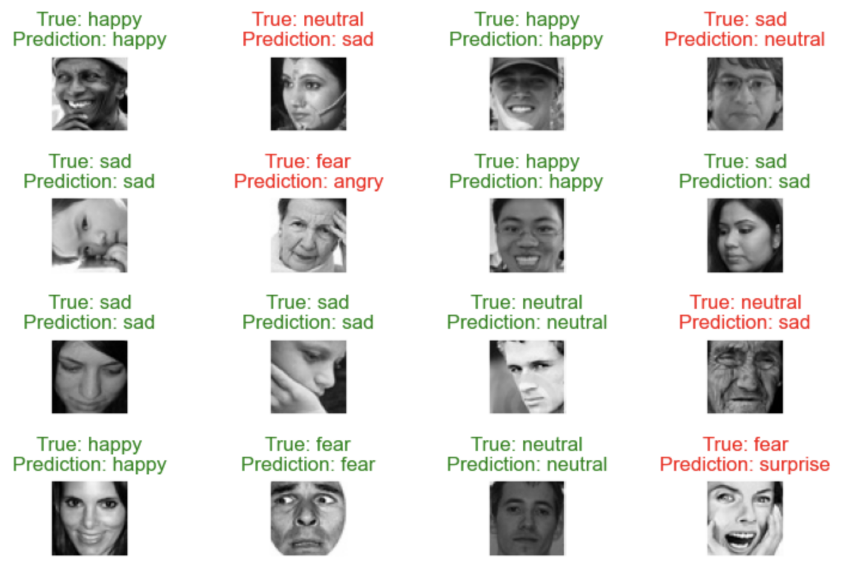 True: happy
Prediction: happy
True: neutral
Prediction: sad
True: happy
Prediction: happy
True: sad
Prediction: neutral
True: sad
Prediction: sad
True: fear
Prediction: angry
True: happy
Prediction: happy
True: sad
Prediction: sad
True: sad
Prediction: sad
True: sad
Prediction: sad
True: neutral
Prediction: neutral
True: neutral
Prediction: sad
True: happy
Prediction: happy
True: fear
Prediction: fear
True: neutral
Prediction: neutral
True: fear
Prediction: surprise